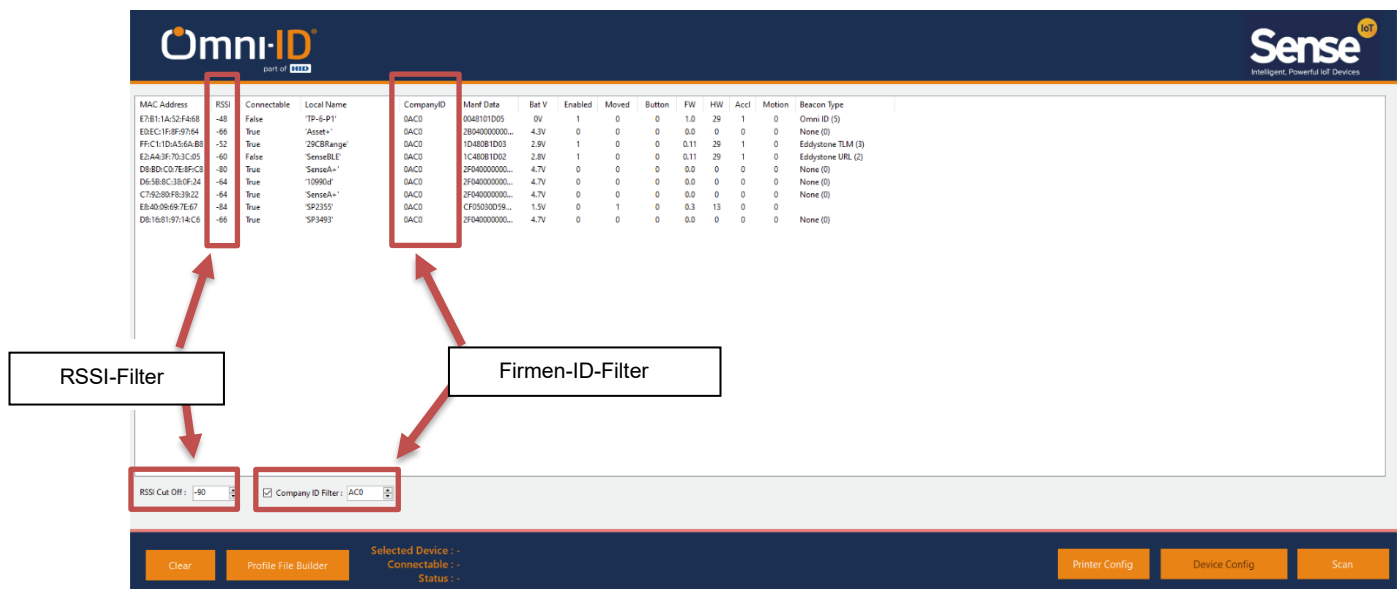 Omni-ID®
part of HID
Sense IoT
Intelligent, Powerful IoT Devices
MAC Address RSSI Connectable Local Name CompanyID Manf Data Bat V Enabled Moved Button FW HW Accl Motion Beacon Type
E7:B1:1A:52:F4:68 -48 False 'TP-6-P1' 0AC0 0048101D05 0V 1 0 0 1.0 29 1 0 Omni ID (5)
E0:EC:1F:8F:97:64 -66 True 'Asset+' 0AC0 2B040000000... 4.3V 0 0 0 0.0 0 0 0 None (0)
FF:C1:1D:A5:6A:B8 -52 True '29CBRange' 0AC0 1D480B1D03 2.9V 1 0 0 0.11 29 1 0 Eddystone TLM (3)
E2:A4:3F:70:3C:05 -60 False 'SenseBLE' 0AC0 1C480B1D02 2.8V 1 0 0 0.11 29 1 0 Eddystone URL (2)
D8:BD:C0:7E:8F:C8 -80 True 'SenseA+' 0AC0 2F040000000... 4.7V 0 0 0 0.0 0 0 0 None (0)
D6:5B:8C:38:0F:24 -64 True '10990d' 0AC0 2F040000000... 4.7V 0 0 0 0.0 0 0 0 None (0)
C7:92:80:F8:39:22 -64 True 'SenseA+' 0AC0 2F040000000... 4.7V 0 0 0 0.0 0 0 0 None (0)
E8:40:09:69:7E:67 -84 True 'SP2355' 0AC0 CF05030D59... 1.5V 0 1 0 0.3 13 0 0
D8:16:81:97:14:C6 -66 True 'SP3493' 0AC0 2F040000000... 4.7V 0 0 0 0.0 0 0 0 None (0)
RSSI-Filter
Firmen-ID-Filter
RSSI Cut Off : -90 Company ID Filter : AC0
Clear
Profile File Builder
Selected Device : -
Connectable : -
Status : -
Printer Config
Device Config
Scan